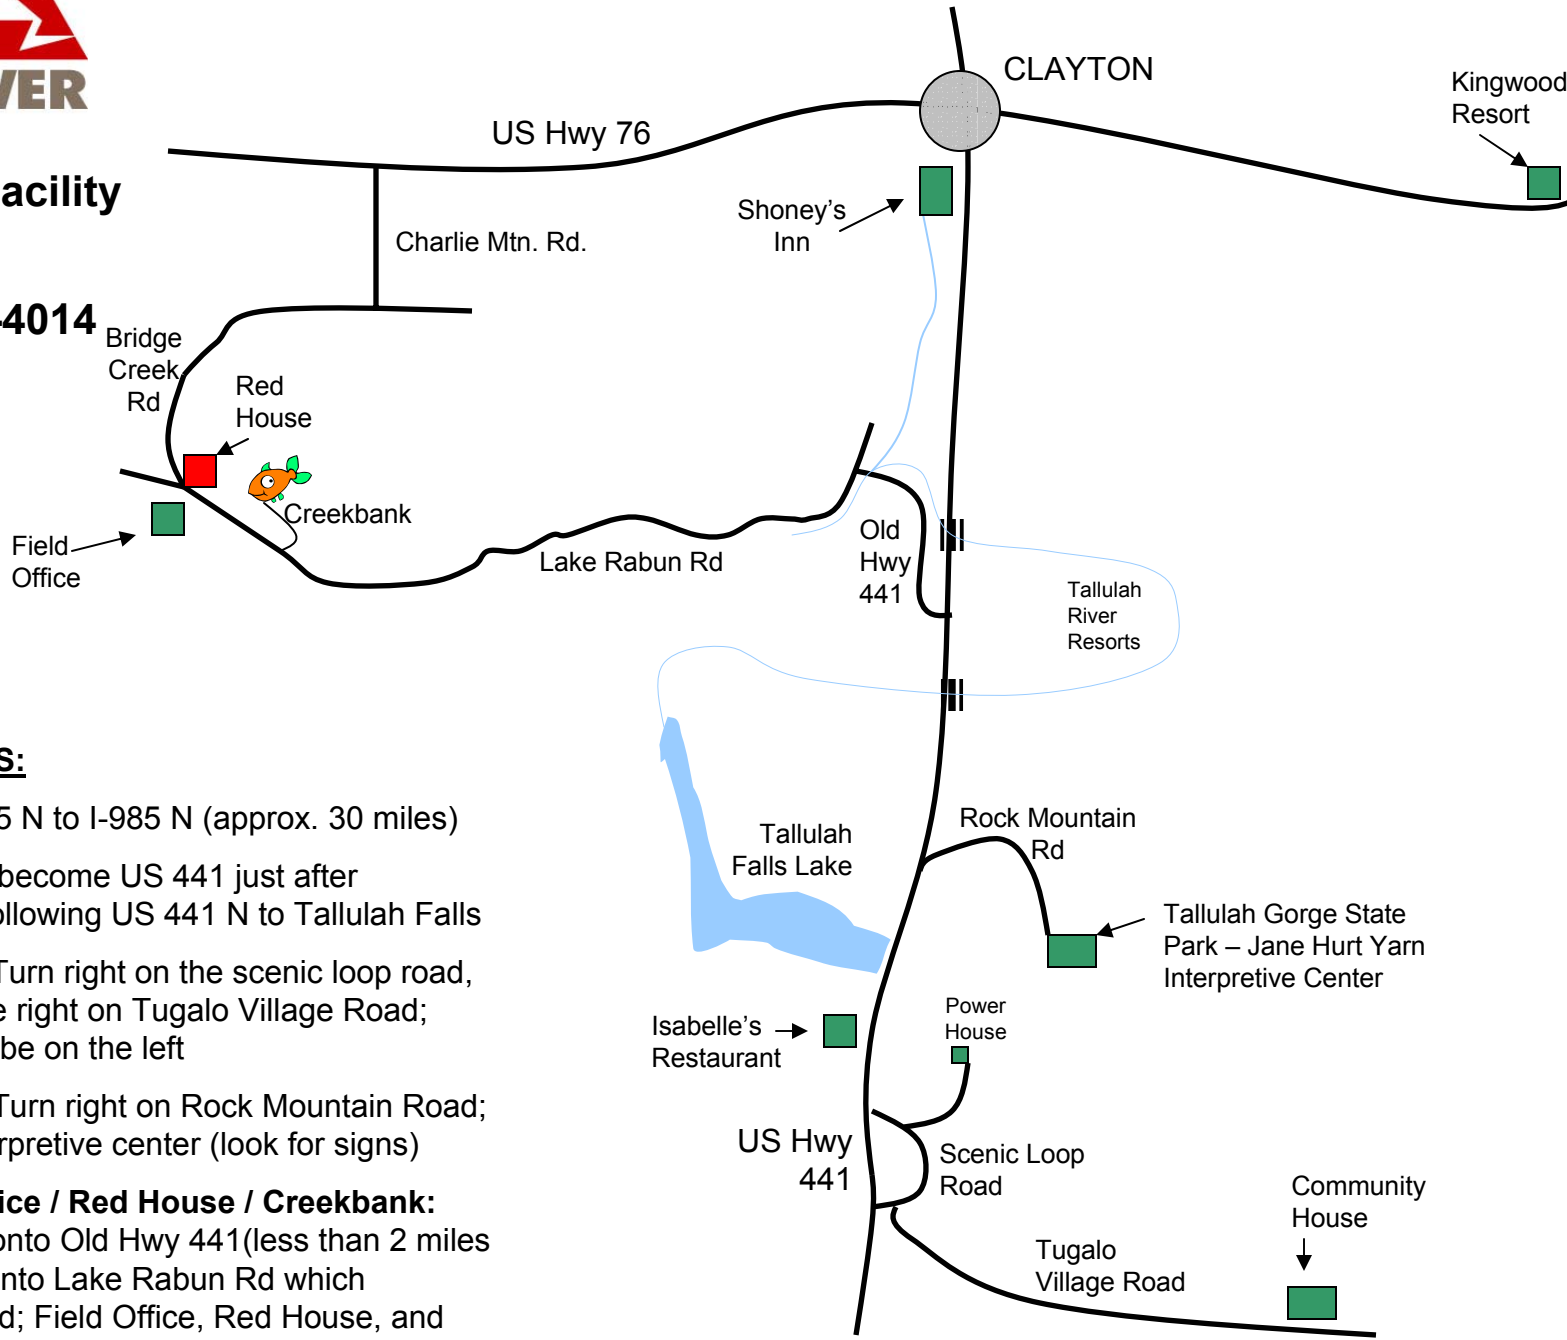 VER
acility
-4014
CLAYTON
Kingwood
Resort
US Hwy 76
Shoney's
Inn
Charlie Mtn. Rd.
Bridge
Creek
Rd
Red
House
Creekbank
Field
Office
Lake Rabun Rd
Old
Hwy
441
Tallulah
River
Resorts
S:
5 N to I-985 N (approx. 30 miles)
become US 441 just after
ollowing US 441 N to Tallulah Falls
Turn right on the scenic loop road,
e right on Tugalo Village Road;
be on the left
Turn right on Rock Mountain Road;
rpretive center (look for signs)
ice / Red House / Creekbank:
onto Old Hwy 441(less than 2 miles
nto Lake Rabun Rd which
d; Field Office, Red House, and
Tallulah
Falls Lake
Rock Mountain
Rd
Tallulah Gorge State
Park – Jane Hurt Yarn
Interpretive Center
Isabelle's
Restaurant
Power
House
US Hwy
441
Scenic Loop
Road
Community
House
Tugalo
Village Road